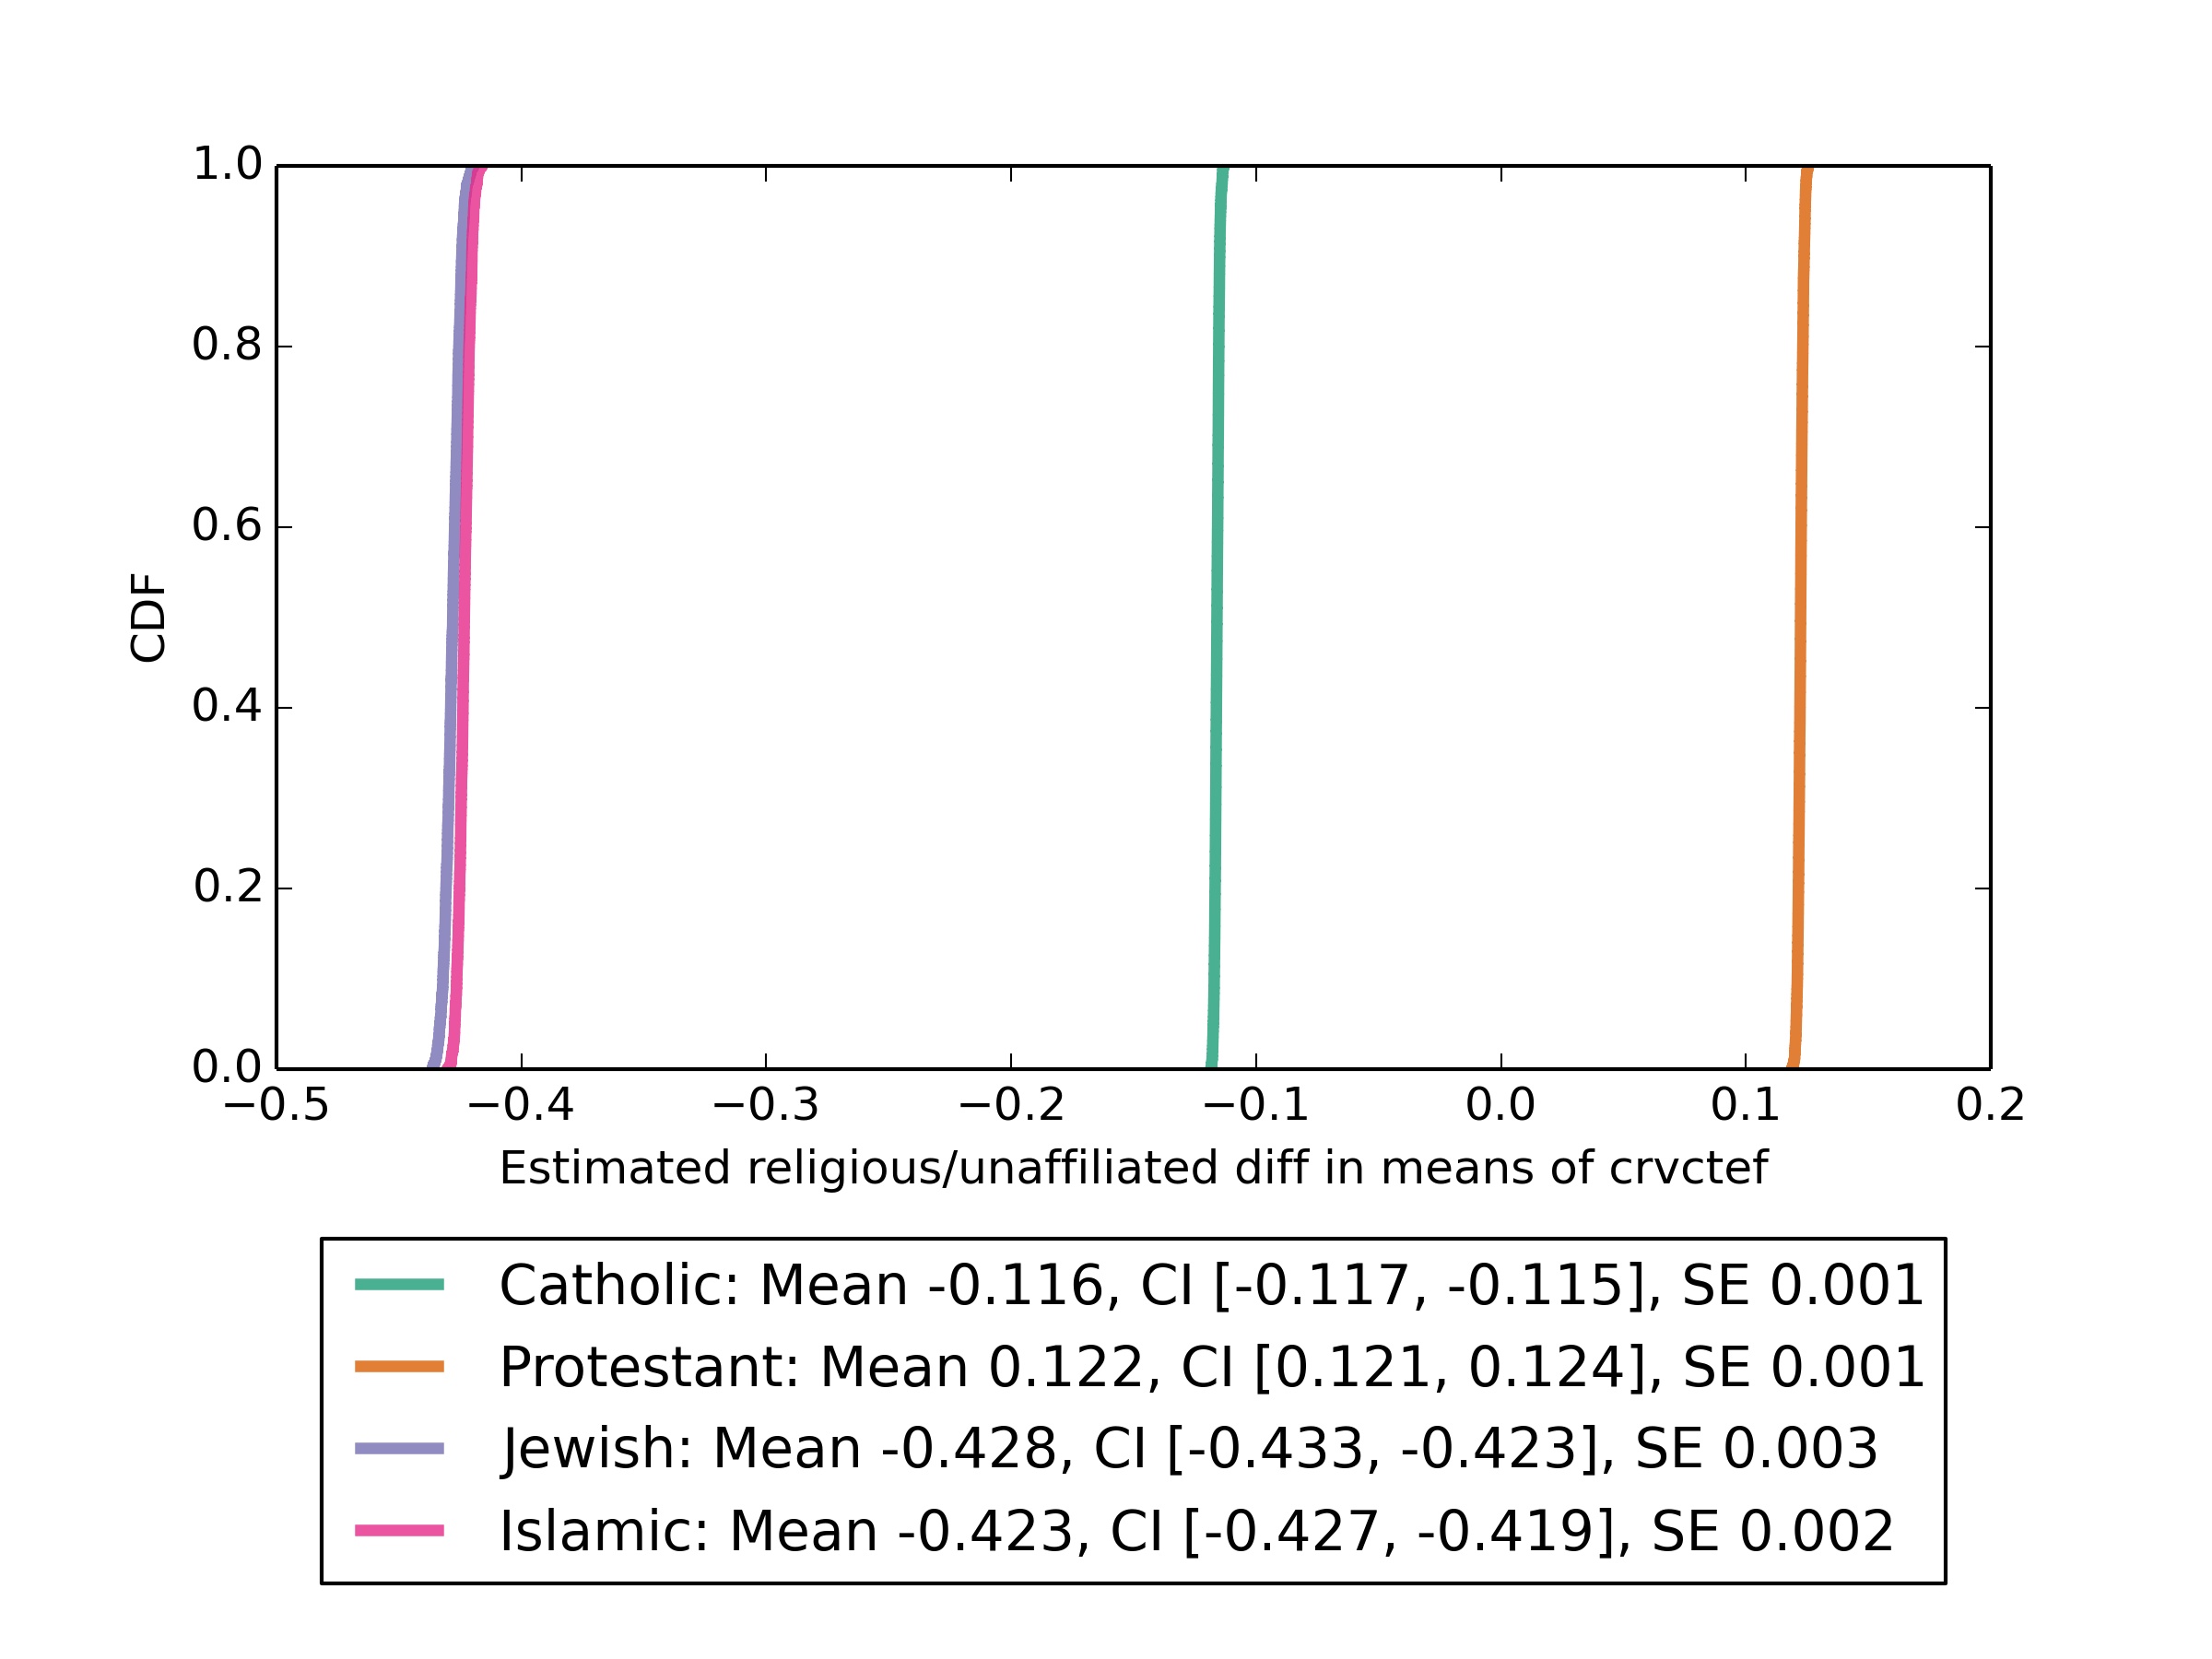 1.0
0.8
0.6
0.4
0.2
0.0
CDF
−0.5 −0.4 −0.3 −0.2 −0.1 0.0 0.1 0.2
Estimated religious/unaffiliated diff in means of crvctef
Catholic: Mean -0.116, CI [-0.117, -0.115], SE 0.001
Protestant: Mean 0.122, CI [0.121, 0.124], SE 0.001
Jewish: Mean -0.428, CI [-0.433, -0.423], SE 0.003
Islamic: Mean -0.423, CI [-0.427, -0.419], SE 0.002